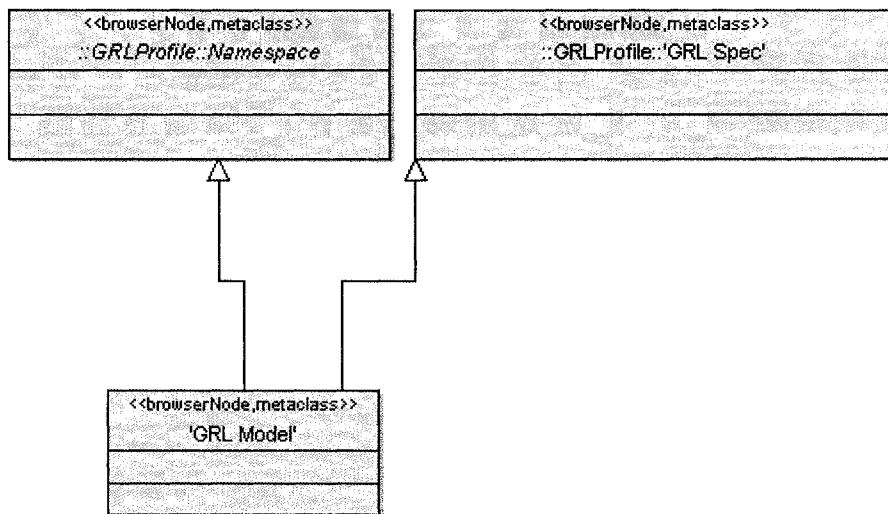 <<browserNode,metaclass>>
::GRLProfile::Namespace
<<browserNode,metaclass>>
::GRLProfile::'GRL Spec'
<<browserNode,metaclass>>
'GRL Model'